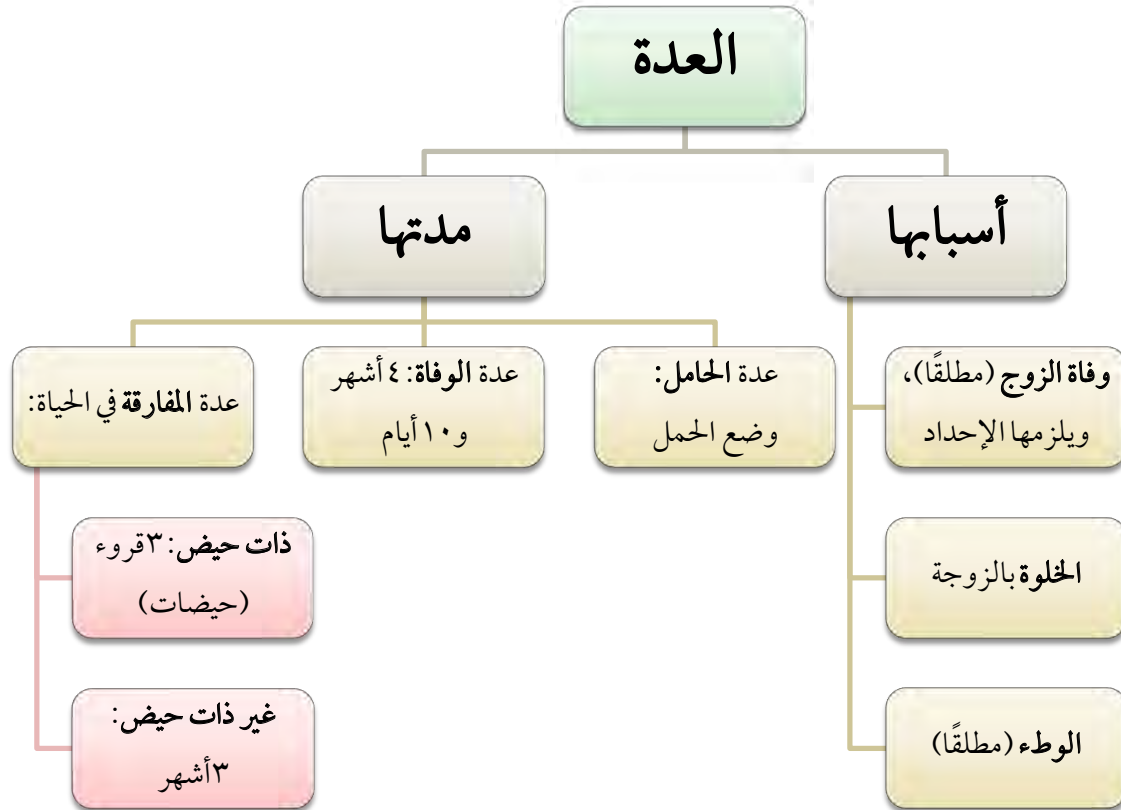 العدة
أسبابها
وفاة الزوج (مطلقًا)،
ويلزمها الإحداد
الخلوة بالزوجة
الوطء (مطلقًا)
مدتها
عدة الحامل:
وضع الحمل
عدة الوفاة: ٤ أشهر
و١٠ أيام
عدة المفارقة في الحياة:
ذات حيض: ٣قروء
(حيضات)
غير ذات حيض:
٣أشهر